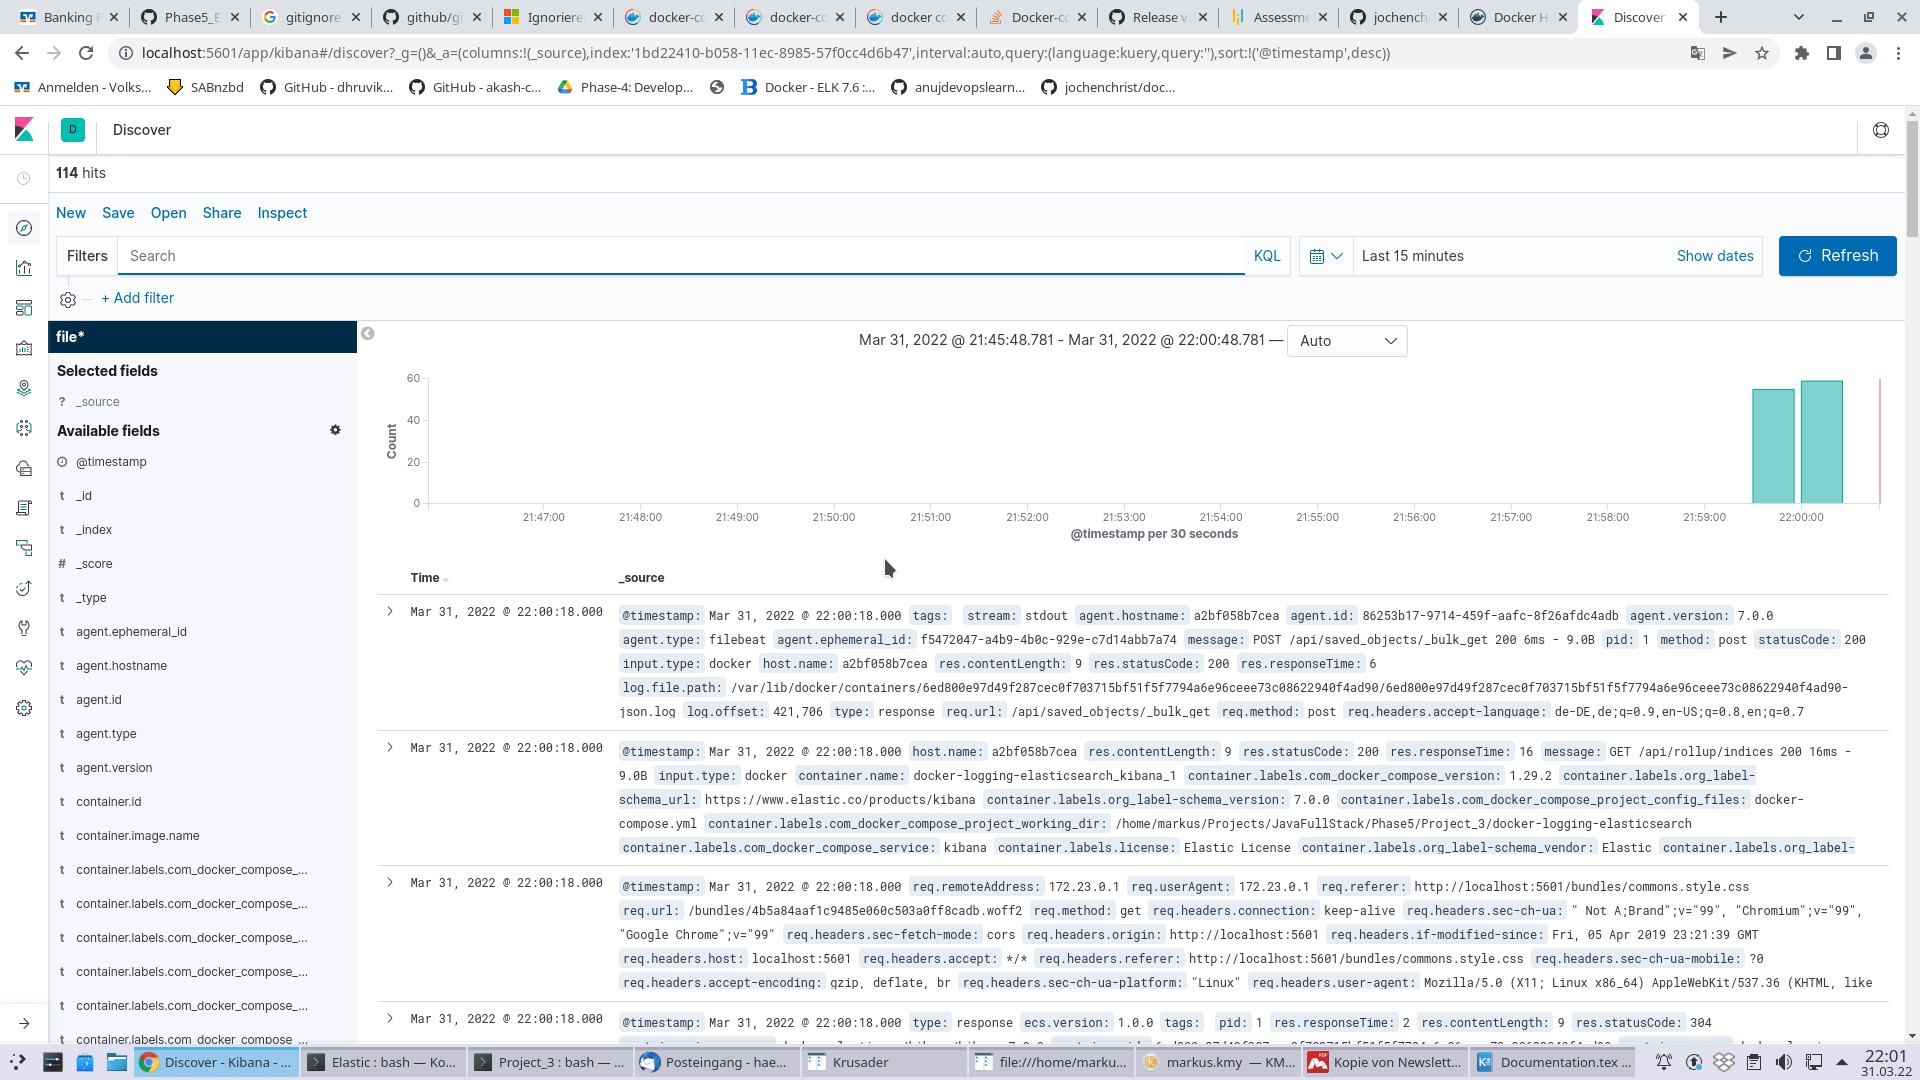 Banking F
Phase5_E
gitignore
github/gi
Ignoriere
docker-co
docker-co
docker co
Docker-co
Release v
Assessme
jochench
Docker H
Discover
localhost:5601/app/kibana#/discover?_g=()&_a=(columns:!(_source),index:'1bd22410-b058-11ec-8985-57f0cc4d6b47',interval:auto,query:(language:kuery,query:''),sort:!('@timestamp',desc))
Anmelden - Volks...
SABnzbd
GitHub - dhruvik...
GitHub - akash-c...
Phase-4: Develop...
Docker - ELK 7.6 :...
anujdevopslearn...
jochenchrist/doc...
D
Discover
114 hits
New Save Open Share Inspect
Filters Search KQL Last 15 minutes Show dates Refresh
+ Add filter
file*
Selected fields
? _source
Available fields
@timestamp
t _id
t _index
# _score
t _type
t agent.ephemeral_id
t agent.hostname
t agent.id
t agent.type
t agent.version
t container.id
t container.image.name
t container.labels.com_docker_compose_...
t container.labels.com_docker_compose_...
t container.labels.com_docker_compose_...
t container.labels.com_docker_compose_...
t container.labels.com_docker_compose_...
t container.labels.com_docker_compose_...
Mar 31, 2022 @ 21:45:48.781 - Mar 31, 2022 @ 22:00:48.781 — Auto
60
40
20
0
Count
21:47:00 21:48:00 21:49:00 21:50:00 21:51:00 21:52:00 21:53:00 21:54:00 21:55:00 21:56:00 21:57:00 21:58:00 21:59:00 22:00:00
@timestamp per 30 seconds
Time _source
Mar 31, 2022 @ 22:00:18.000
@timestamp: Mar 31, 2022 @ 22:00:18.000 tags: stream: stdout agent.hostname: a2bf058b7cea agent.id: 86253b17-9714-459f-aafc-8f26afdc4adb agent.version: 7.0.0
agent.type: filebeat agent.ephemeral_id: f5472047-a4b9-4b0c-929e-c7d14abb7a74 message: POST /api/saved_objects/_bulk_get 200 6ms - 9.0B pid: 1 method: post statusCode: 200
input.type: docker host.name: a2bf058b7cea res.contentLength: 9 res.statusCode: 200 res.responseTime: 6
log.file.path: /var/lib/docker/containers/6ed800e97d49f287cec0f703715bf51f5f7794a6e96ceee73c08622940f4ad90/6ed800e97d49f287cec0f703715bf51f5f7794a6e96ceee73c08622940f4ad90-
json.log log.offset: 421,706 type: response req.url: /api/saved_objects/_bulk_get req.method: post req.headers.accept-language: de-DE,de;q=0.9,en-US;q=0.8,en;q=0.7
Mar 31, 2022 @ 22:00:18.000
@timestamp: Mar 31, 2022 @ 22:00:18.000 host.name: a2bf058b7cea res.contentLength: 9 res.statusCode: 200 res.responseTime: 16 message: GET /api/rollup/indices 200 16ms -
9.0B input.type: docker container.name: docker-logging-elasticsearch_kibana_1 container.labels.com_docker_compose_version: 1.29.2 container.labels.org_label-
schema_url: https://www.elastic.co/products/kibana container.labels.org_label-schema_version: 7.0.0 container.labels.com_docker_compose_project_config_files: docker-
compose.yml container.labels.com_docker_compose_project_working_dir: /home/markus/Projects/JavaFullStack/Phase5/Project_3/docker-logging-elasticsearch
container.labels.com_docker_compose_service: kibana container.labels.license: Elastic License container.labels.org_label-schema_vendor: Elastic container.labels.org_label-
Mar 31, 2022 @ 22:00:18.000
@timestamp: Mar 31, 2022 @ 22:00:18.000 req.remoteAddress: 172.23.0.1 req.userAgent: 172.23.0.1 req.referer: http://localhost:5601/bundles/commons.style.css
req.url: /bundles/4b5a84aaf1c9485e060c503a0ff8cadb.woff2 req.method: get req.headers.connection: keep-alive req.headers.sec-ch-ua: " Not A;Brand";v="99", "Chromium";v="99",
"Google Chrome";v="99" req.headers.sec-fetch-mode: cors req.headers.origin: http://localhost:5601 req.headers.if-modified-since: Fri, 05 Apr 2019 23:21:39 GMT
req.headers.host: localhost:5601 req.headers.accept: */* req.headers.referer: http://localhost:5601/bundles/commons.style.css req.headers.sec-ch-ua-mobile: ?0
req.headers.accept-encoding: gzip, deflate, br req.headers.sec-ch-ua-platform: "Linux" req.headers.user-agent: Mozilla/5.0 (X11; Linux x86_64) AppleWebKit/537.36 (KHTML, like
Mar 31, 2022 @ 22:00:18.000
@timestamp: Mar 31, 2022 @ 22:00:18.000 type: response ecs.version: 1.0.0 tags: pid: 1 res.responseTime: 2 res.contentLength: 9 res.statusCode: 304
Discover - Kibana - ...
Elastic : bash — Ko...
Project_3 : bash — ...
Posteingang - hae...
Krusader
file:///home/marku...
markus.kmy — KM...
Kopie von Newslett...
Documentation.tex ...
22:01
31.03.22